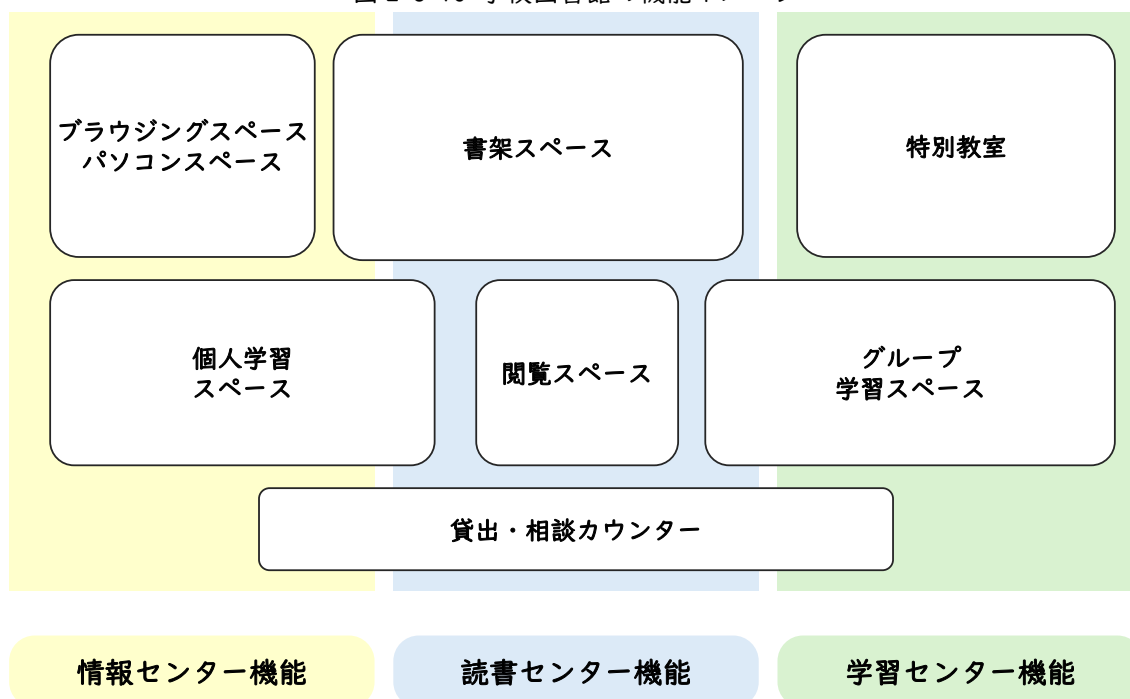 ブラウジングスペース
パソコンスペース
書架スペース
特別教室
個人学習
スペース
閲覧スペース
グループ
学習スペース
貸出・相談カウンター
情報センター機能
読書センター機能
学習センター機能